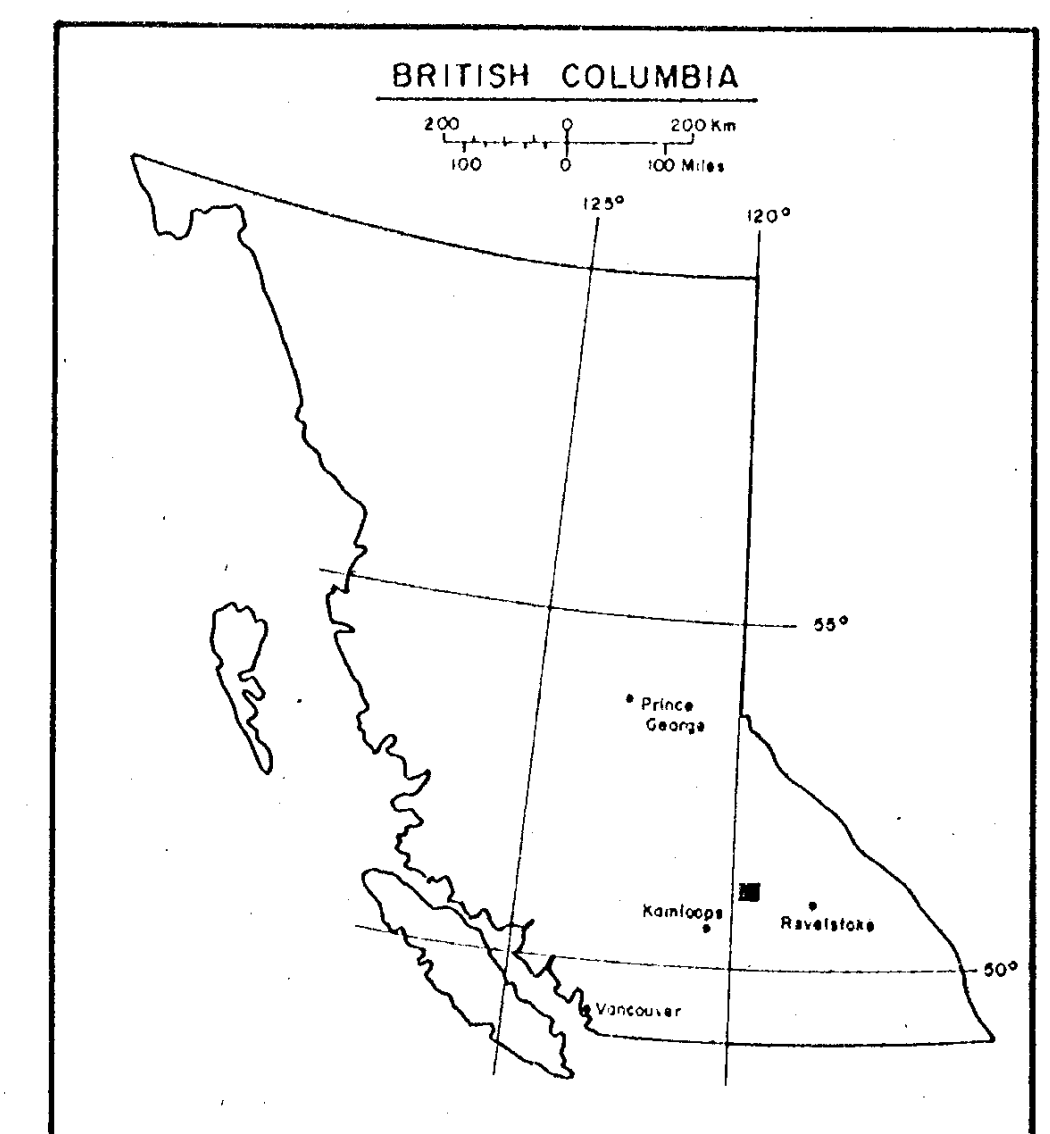 BRITISH COLUMBIA
200 0 200 Km
100 0 100 Miles
125° 120°
55°
Prince
George
Kamloops
Ravelstoke
50°
Vancouver